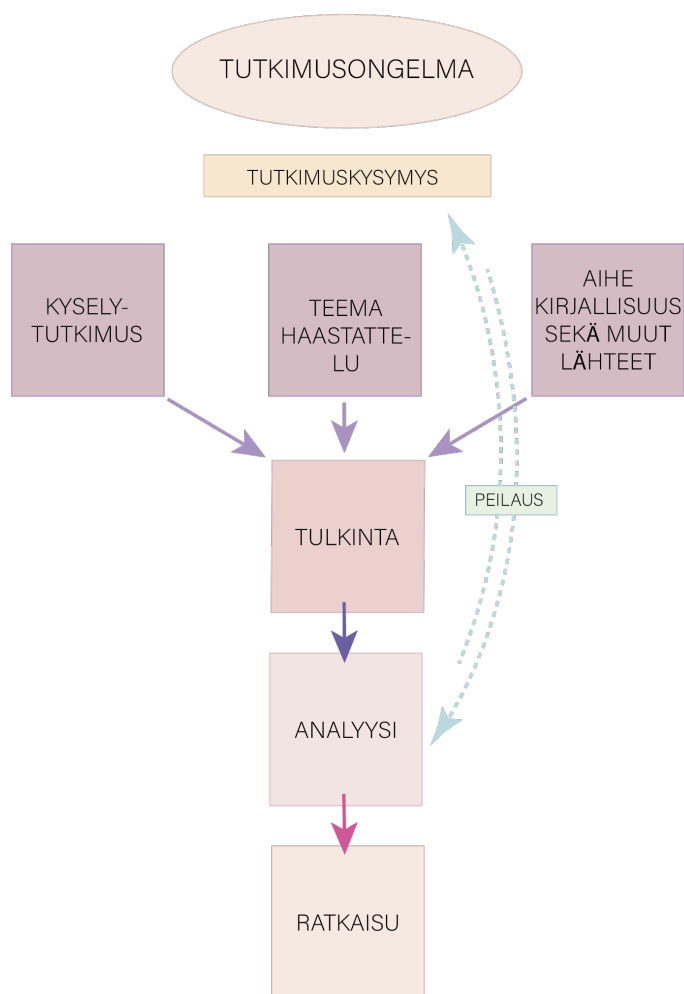 TUTKIMUSONGELMA
TUTKIMUSKYSYMYS
KYSELY-
TUTKIMUS
TEEMA
HAASTATTE-
LU
AIHE
KIRJALLISUUS
SEKÄ MUUT
LÄHTEET
TULKINTA
PEILAUS
ANALYYSI
RATKAISU